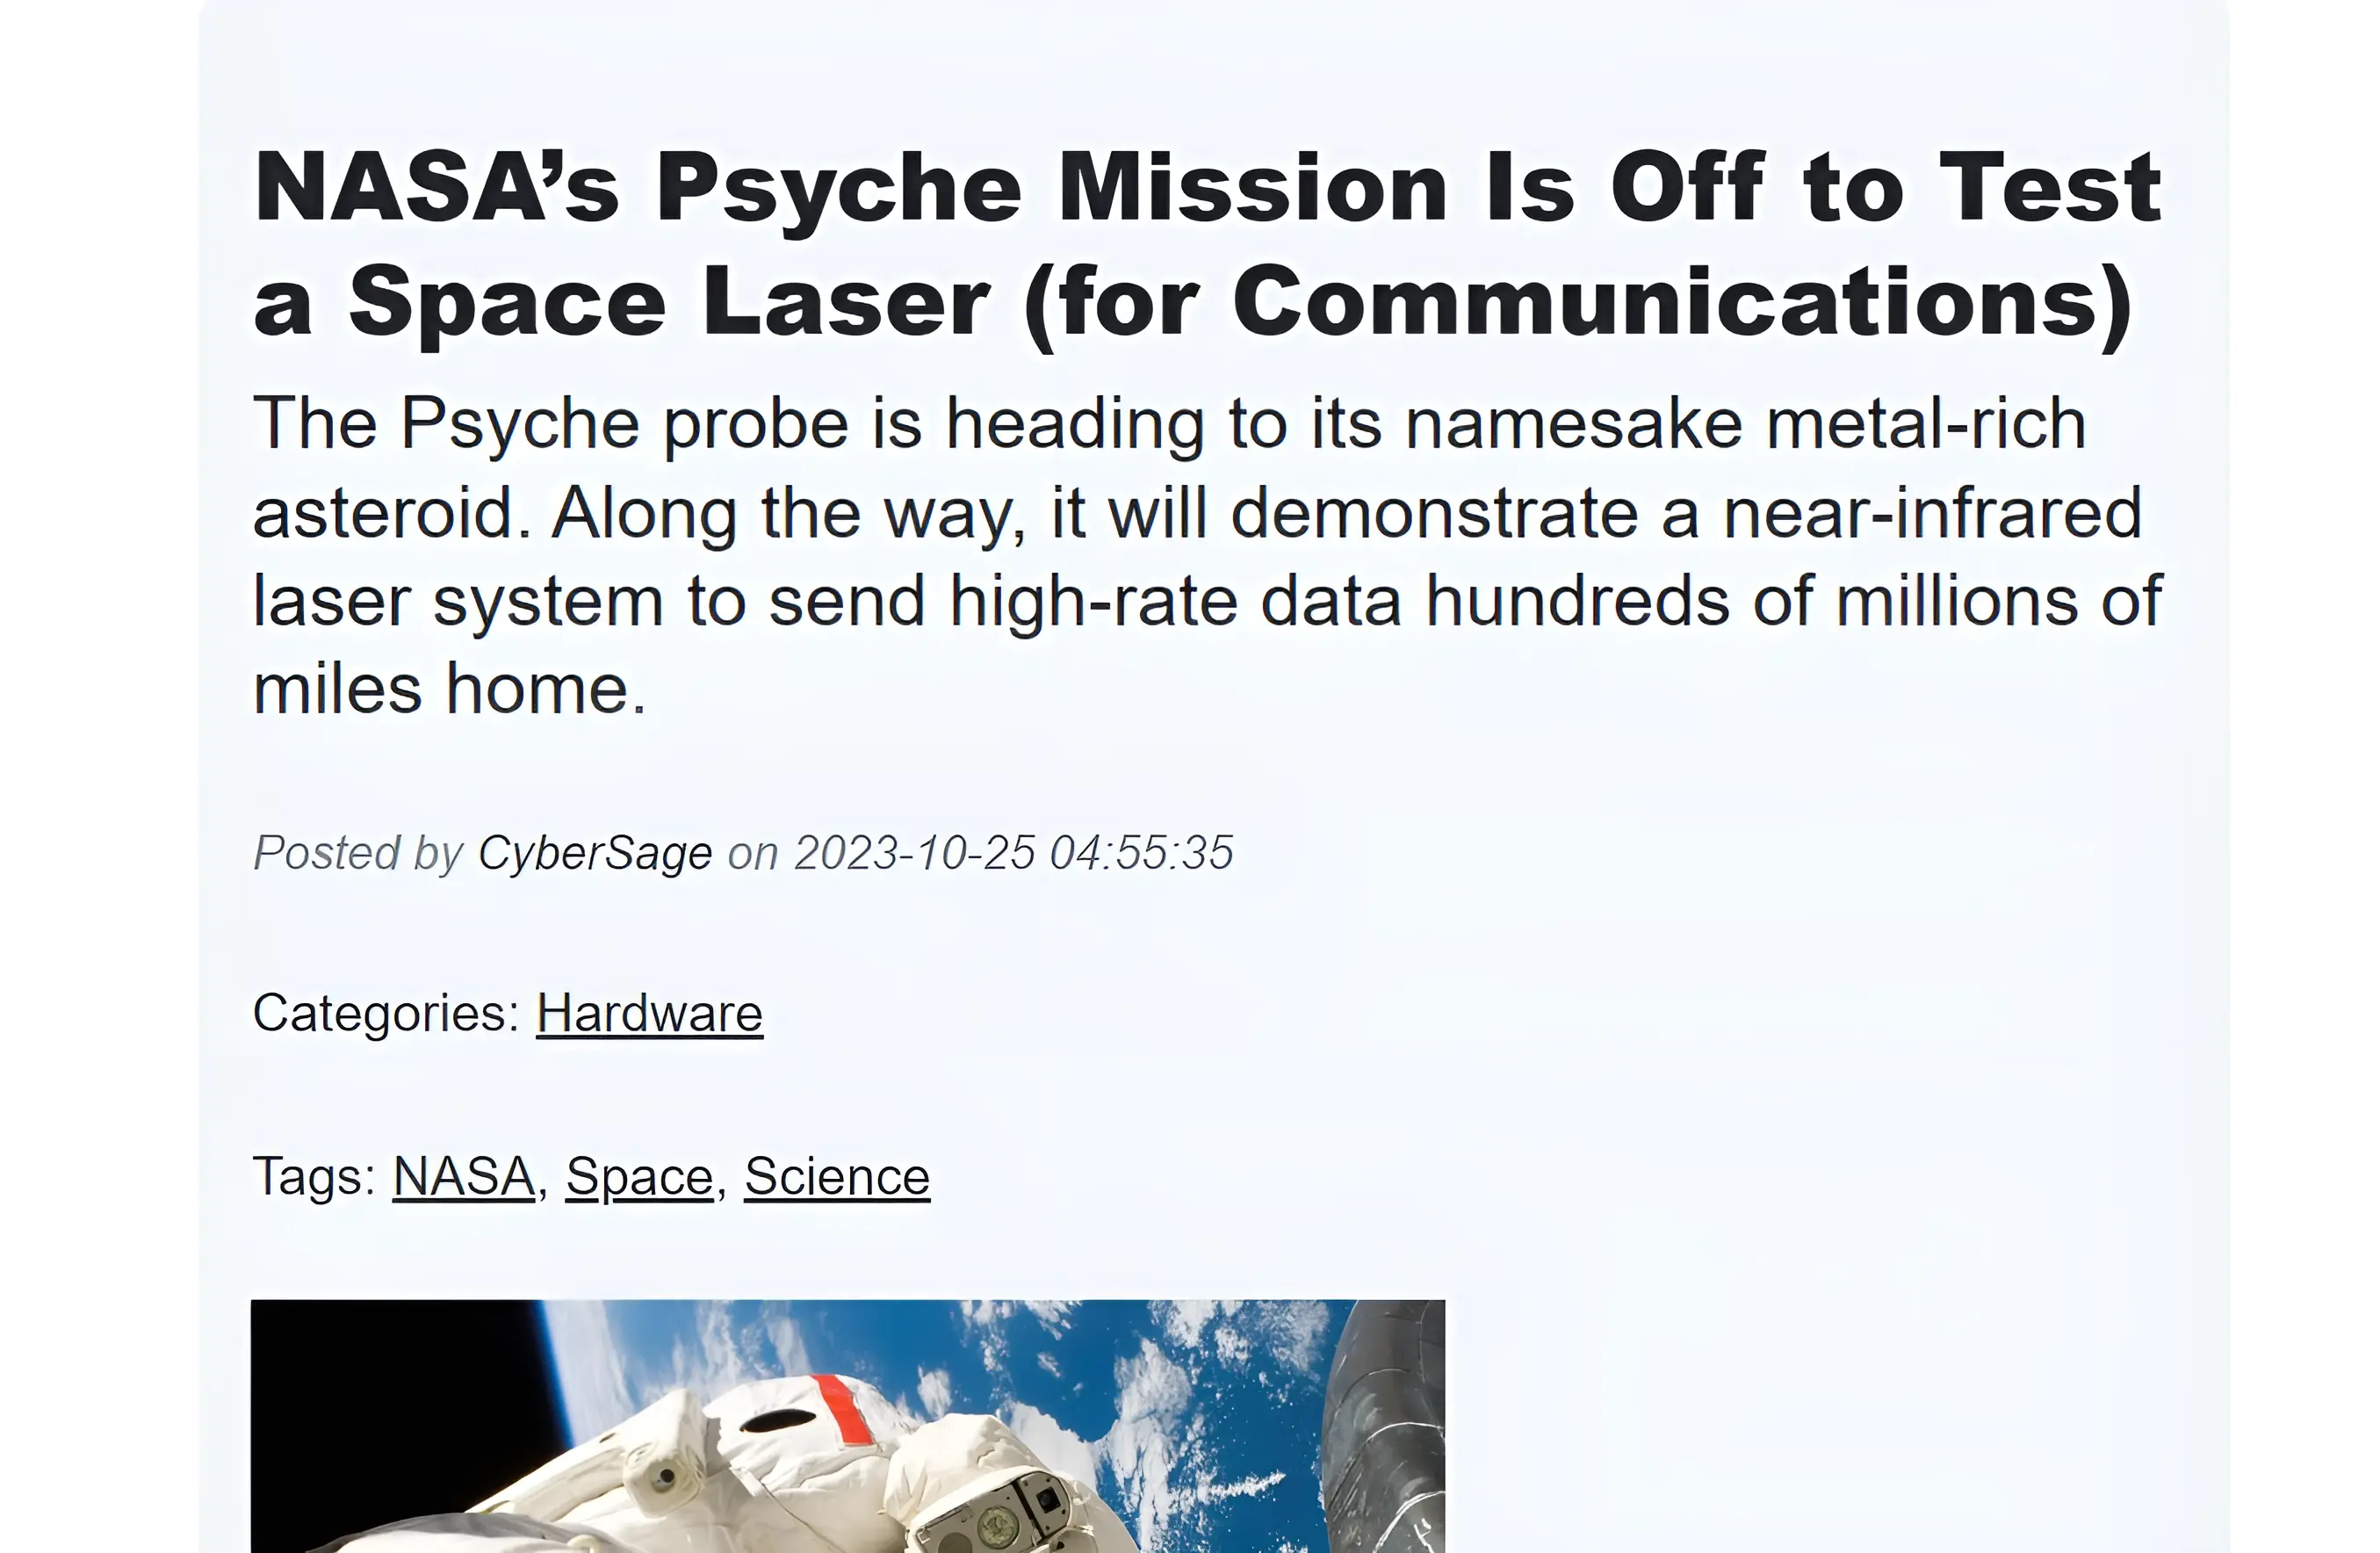 NASA’s Psyche Mission Is Off to Test
a Space Laser (for Communications)
The Psyche probe is heading to its namesake metal-rich
asteroid. Along the way, it will demonstrate a near-infrared
laser system to send high-rate data hundreds of millions of
miles home.
Posted by CyberSage on 2023-10-25 04:55:35
Categories: Hardware
Tags: NASA, Space, Science